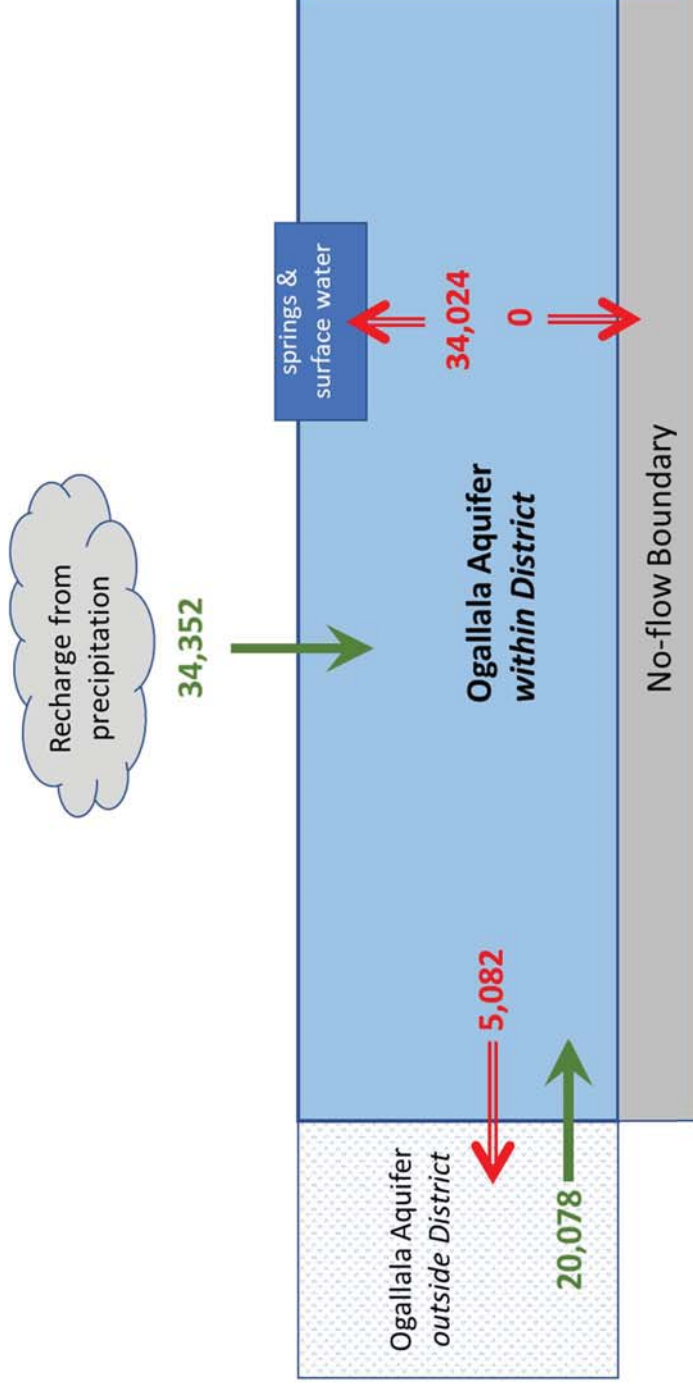 Recharge from
precipitation
34,352
springs &
surface water
34,024
0
Ogallala Aquifer
within District
Ogallala Aquifer
outside District
5,082
20,078
No-flow Boundary